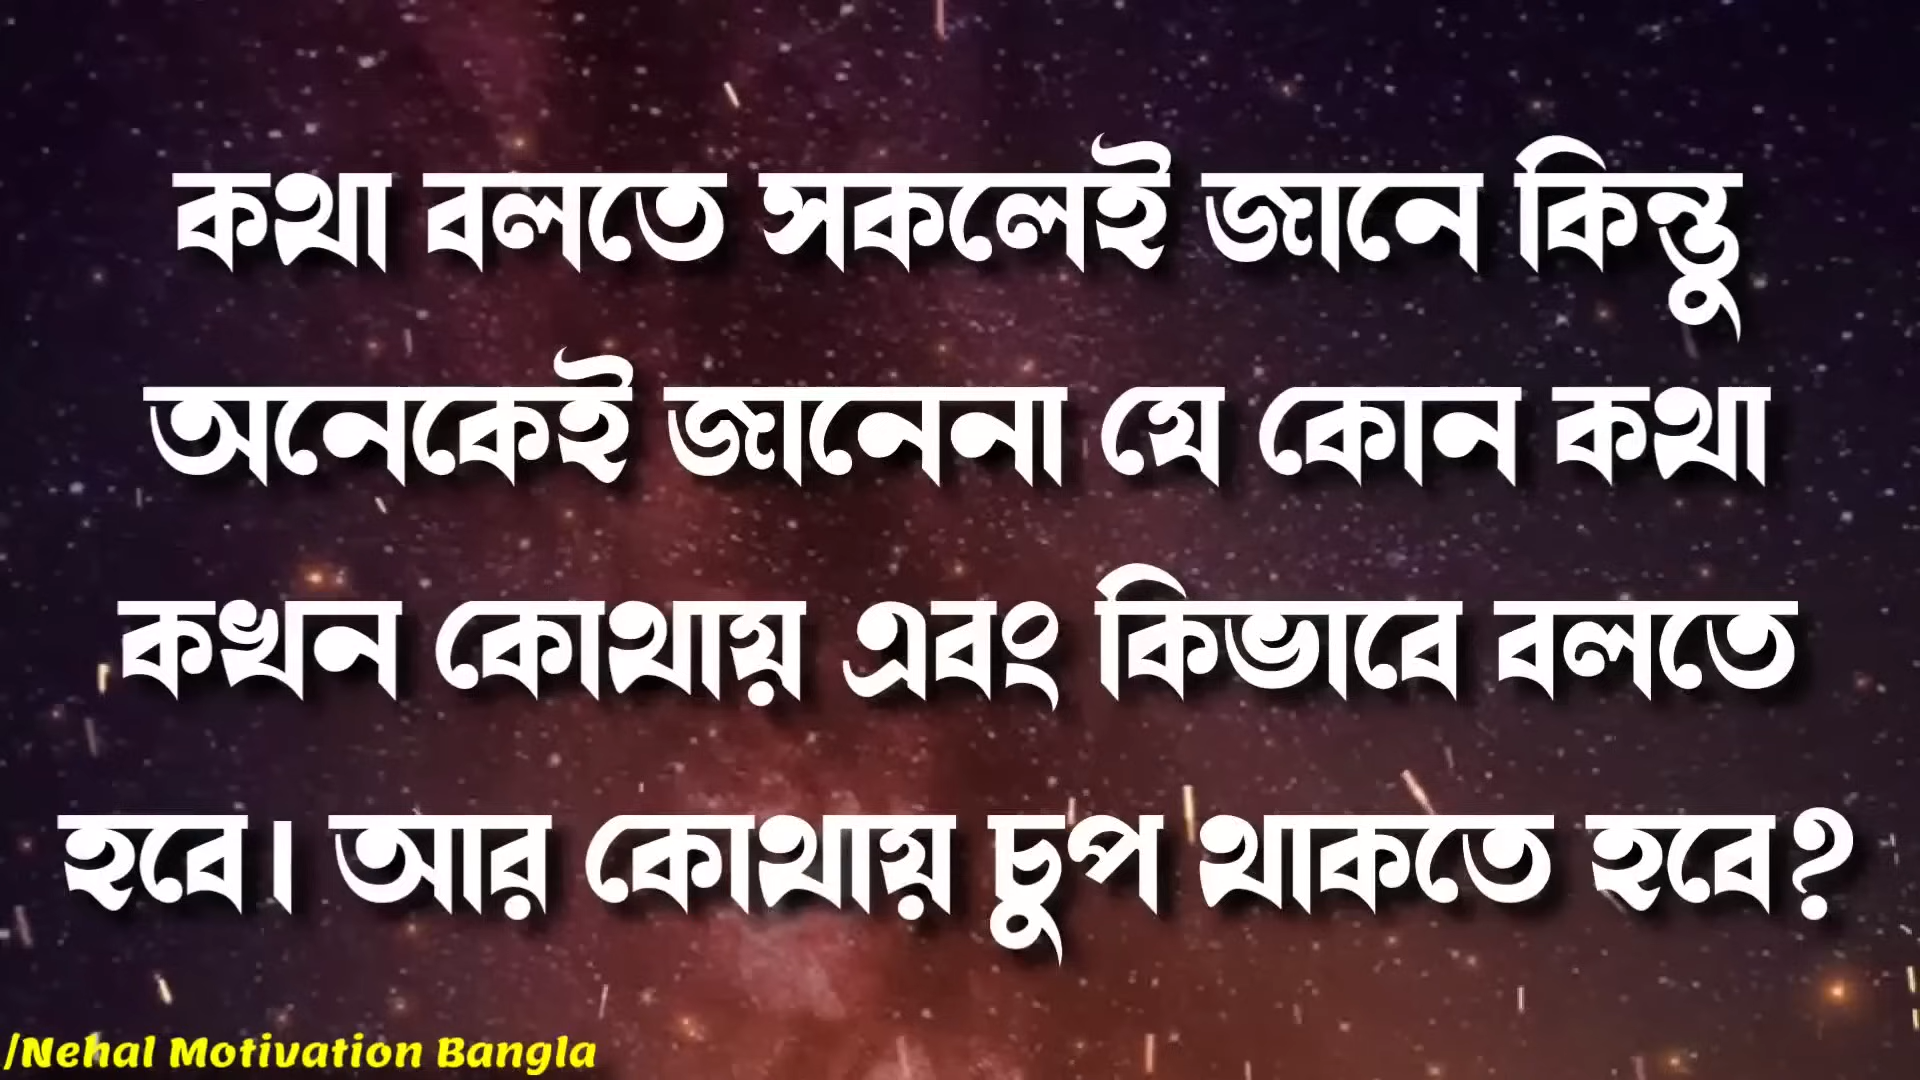 কথা বলতে সকলেই জানে কিন্তু
অনেকেই জানেনা যে কোন কথা
কখন কোথায় এবং কিভাবে বলতে
হবে। আর কোথায় চুপ থাকতে হবে?
/Nehal Motivation Bangla